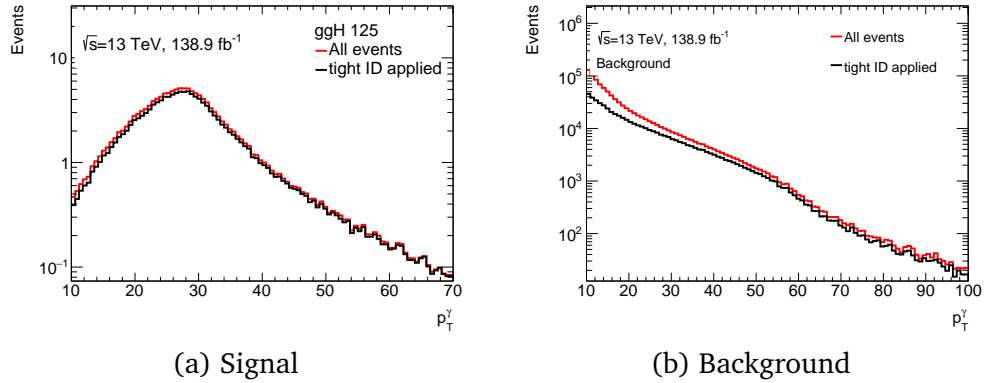 Events
√s=13 TeV, 138.9 fb⁻¹
ggH 125
All events
tight ID applied
10
1
10⁻¹
10 20 30 40 50 60 70
p_T^γ
(a) Signal
Events
10⁶
√s=13 TeV, 138.9 fb⁻¹
All events
Background
tight ID applied
10⁵
10⁴
10³
10²
10 20 30 40 50 60 70 80 90 100
p_T^γ
(b) Background